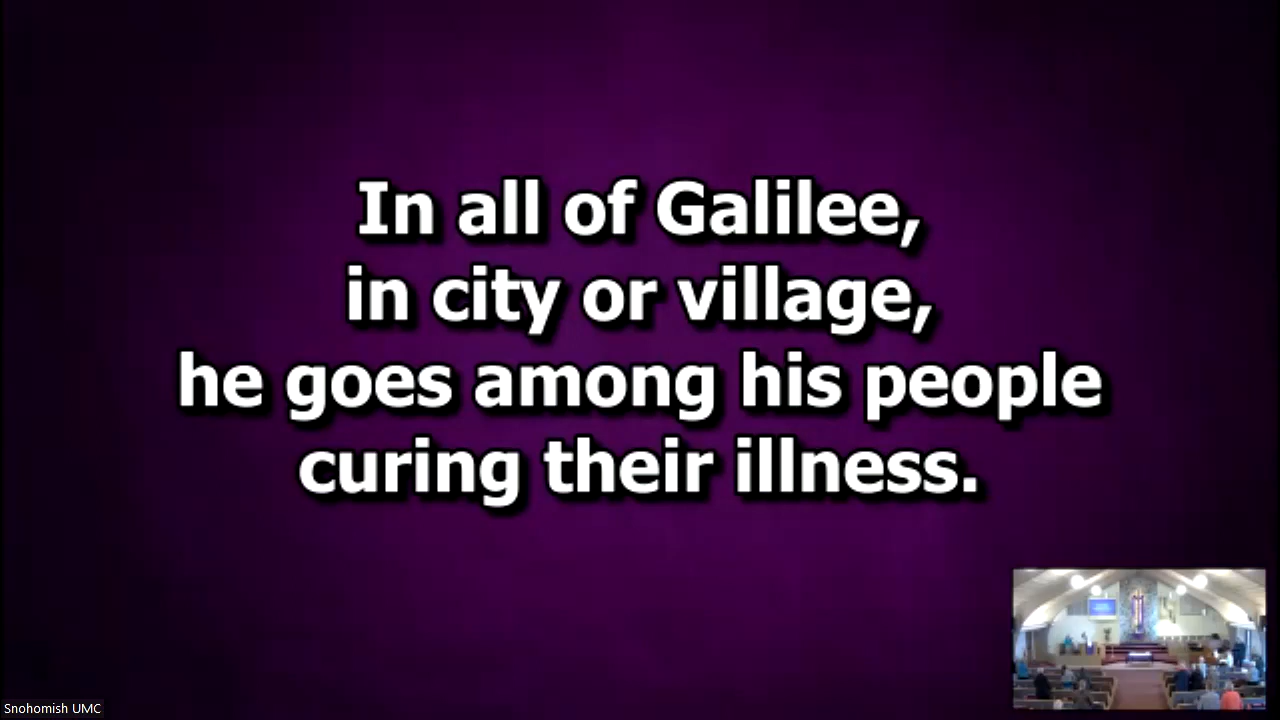 In all of Galilee,
in city or village,
he goes among his people
curing their illness.
Snohomish UMC